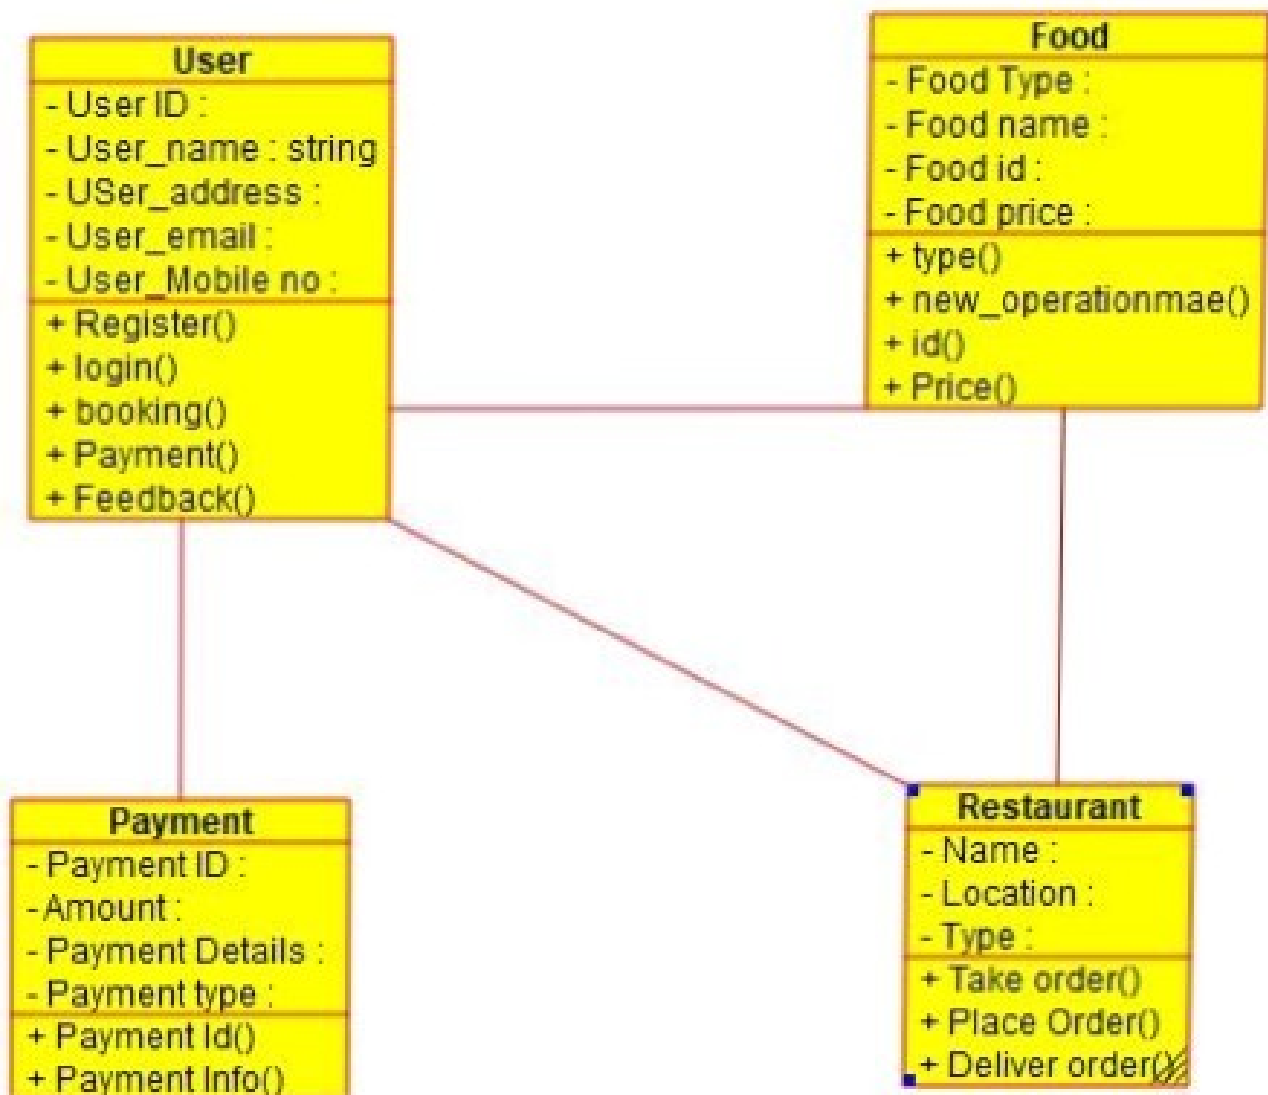 User
- User ID :
- User_name : string
- USer_address :
- User_email :
- User_Mobile no :
+ Register()
+ login()
+ booking()
+ Payment()
+ Feedback()
Food
- Food Type :
- Food name :
- Food id :
- Food price :
+ type()
+ new_operationmae()
+ id()
+ Price()
Payment
- Payment ID :
- Amount :
- Payment Details :
- Payment type :
+ Payment Id()
+ Payment Info()
Restaurant
- Name :
- Location :
- Type :
+ Take order()
+ Place Order()
+ Deliver order()